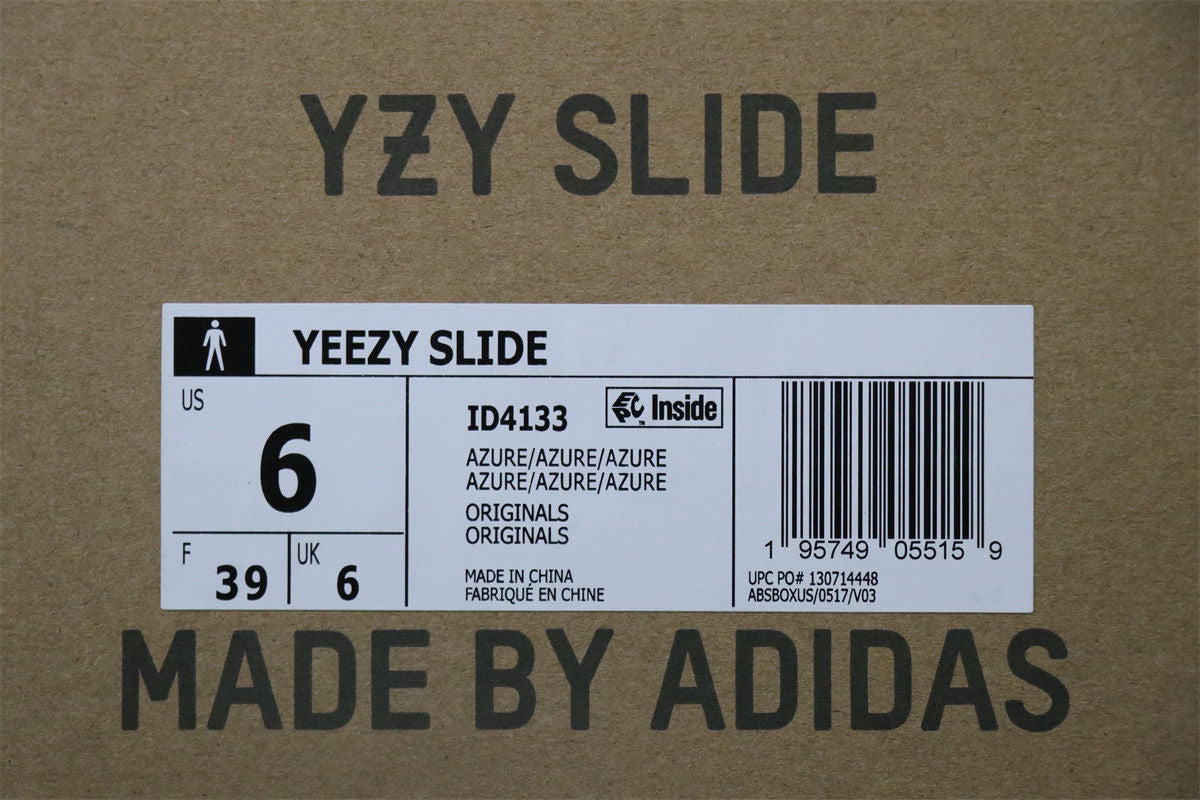 YZY SLIDE
YEEZY SLIDE
US
6
F
39
UK
6
ID4133
EPC Inside
™
AZURE/AZURE/AZURE
AZURE/AZURE/AZURE
ORIGINALS
ORIGINALS
MADE IN CHINA
FABRIQUÉ EN CHINE
1 95749 05515 9
UPC PO# 130714448
ABSBOXUS/0517/V03
MADE BY ADIDAS